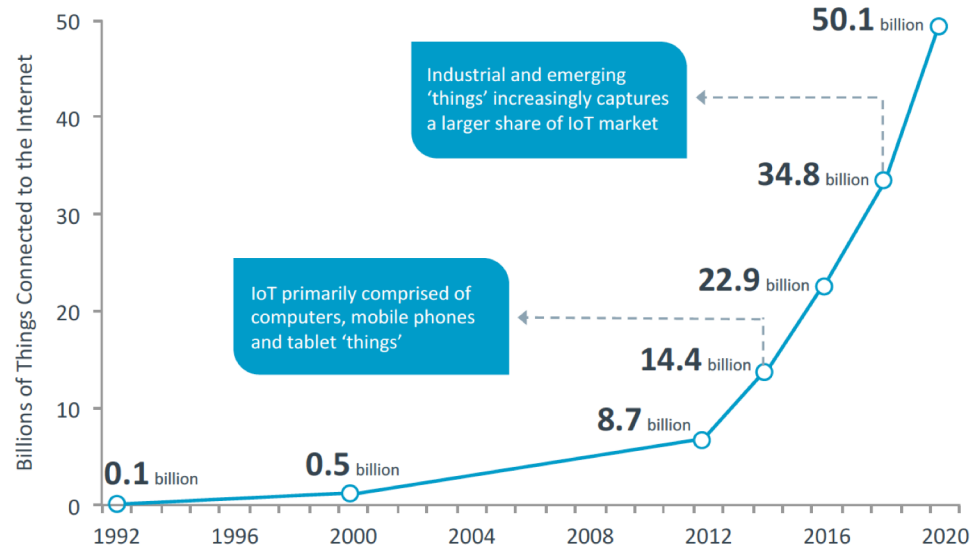 Billions of Things Connected to the Internet
50
40
30
20
10
0
50.1 billion
Industrial and emerging
‘things’ increasingly captures
a larger share of IoT market
34.8 billion
IoT primarily comprised of
computers, mobile phones
and tablet ‘things’
22.9 billion
14.4 billion
8.7 billion
0.5 billion
0.1 billion
1992 1996 2000 2004 2008 2012 2016 2020